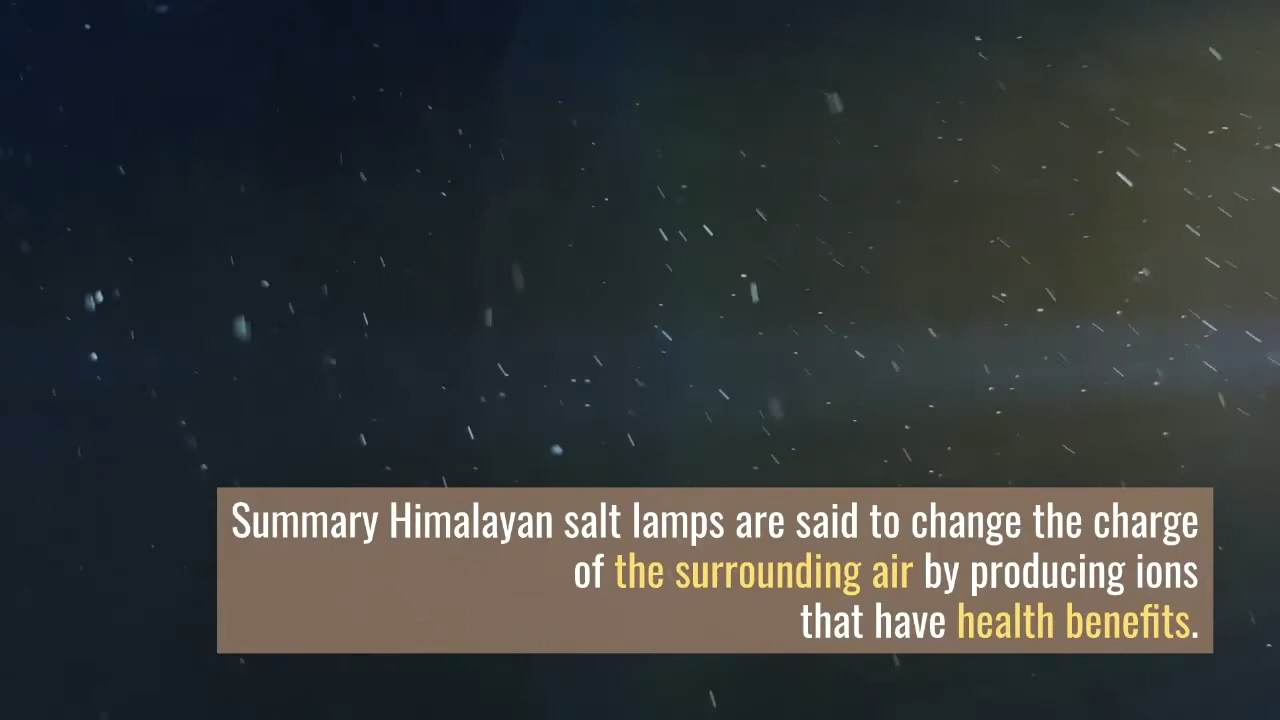 Summary Himalayan salt lamps are said to change the charge
of the surrounding air by producing ions
that have health benefits.